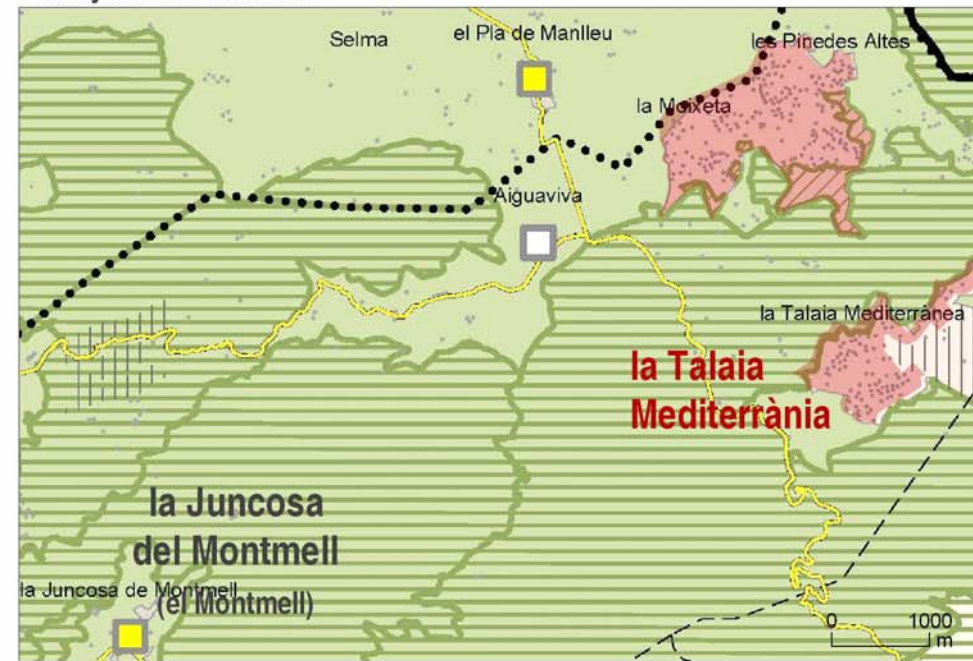 Selma
el Pla de Manlleu
les Pinedes Altes
la Moixeta
Aiguaviva
la Talaia Mediterrànea
la Talaia
Mediterrània
la Juncosa
del Montmell
la Juncosa de Montmell
(el Montmell)
0 1000
m